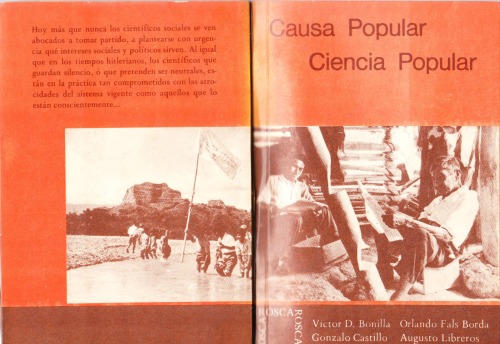 Hoy más que nunca los científicos sociales se ven
abocados a tomar partido, a plantearse con urgen-
cia qué intereses sociales y políticos sirven. Al igual
que en los tiempos hitlerianos, los científicos que
guardan silencio, ó que pretenden ser neutrales, es-
tán en la práctica tan comprometidos con las atro-
cidades del sistema vigente como aquellos que lo
están conscientemente...
Causa Popular
Ciencia Popular
ROSCA
ROSCA
Víctor D. Bonilla Orlando Fals Borda
Gonzalo Castillo Augusto Libreros